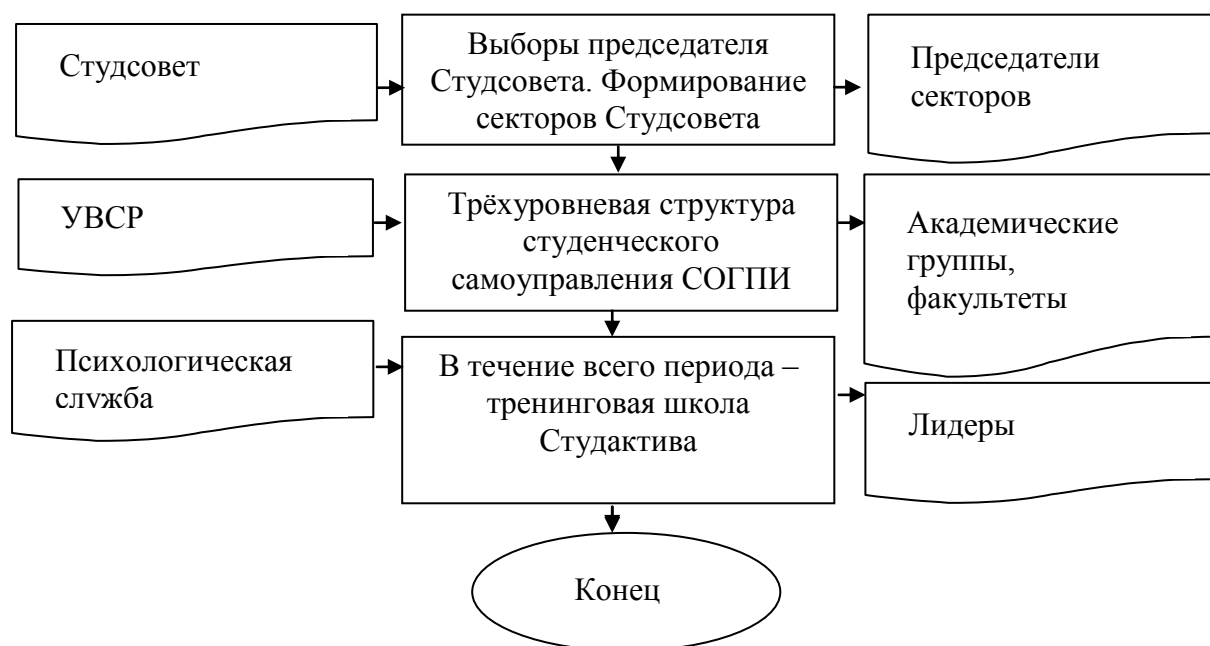 Студсовет
Выборы председателя
Студсовета. Формирование
секторов Студсовета
Председатели
секторов
УВСР
Трёхуровневая структура
студенческого
самоуправления СОГПИ
Академические
группы,
факультеты
Психологическая
служба
В течение всего периода –
тренинговая школа
Студактива
Лидеры
Конец